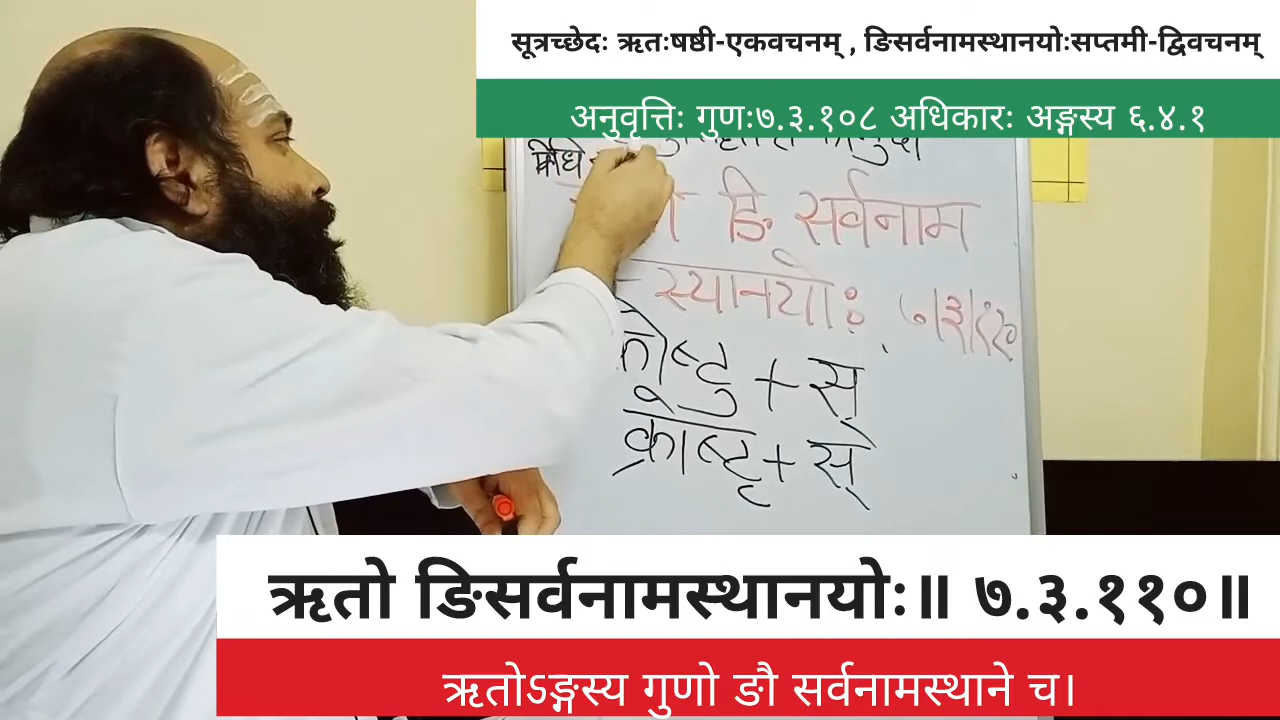 सूत्रच्छेदः ऋतःषष्ठी-एकवचनम् , ङिसर्वनामस्थानयोःसप्तमी-द्विवचनम्
अनुवृत्तिः गुणः७.३.१०८ अधिकारः अङ्गस्य ६.४.१
ङि सर्वनाम
- स्थानयोः ७।३।११०
क्रोष्टु + स्
क्रोष्टृ + स्
ऋतो ङिसर्वनामस्थानयोः॥ ७.३.११०॥
ऋतोऽङ्गस्य गुणो ङौ सर्वनामस्थाने च।